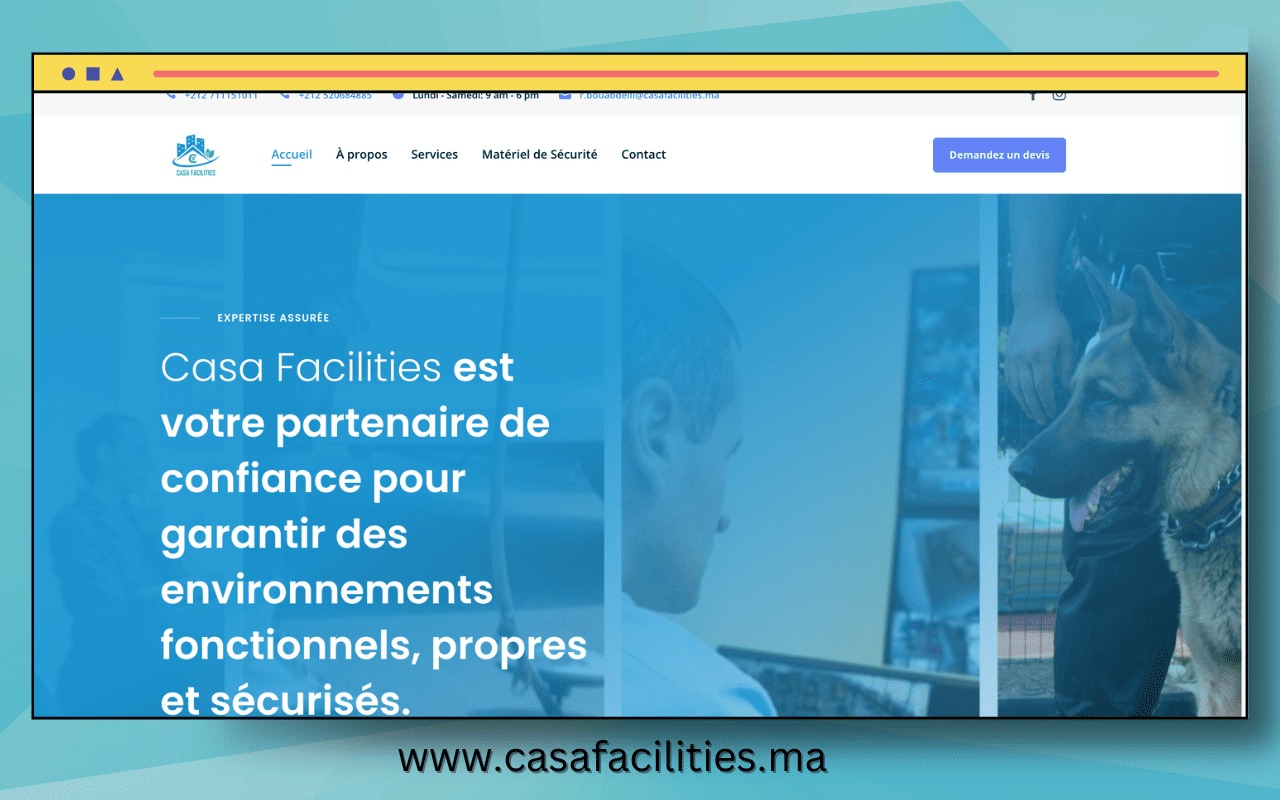 +212 711151011 +212 520684885 Lundi - Samedi: 9 am - 6 pm r.bouabdelli@casafacilities.ma
CASA FACILITIES
Accueil À propos Services Matériel de Sécurité Contact
Demandez un devis
EXPERTISE ASSURÉE
Casa Facilities est
votre partenaire de
confiance pour
garantir des
environnements
fonctionnels, propres
et sécurisés.
www.casafacilities.ma